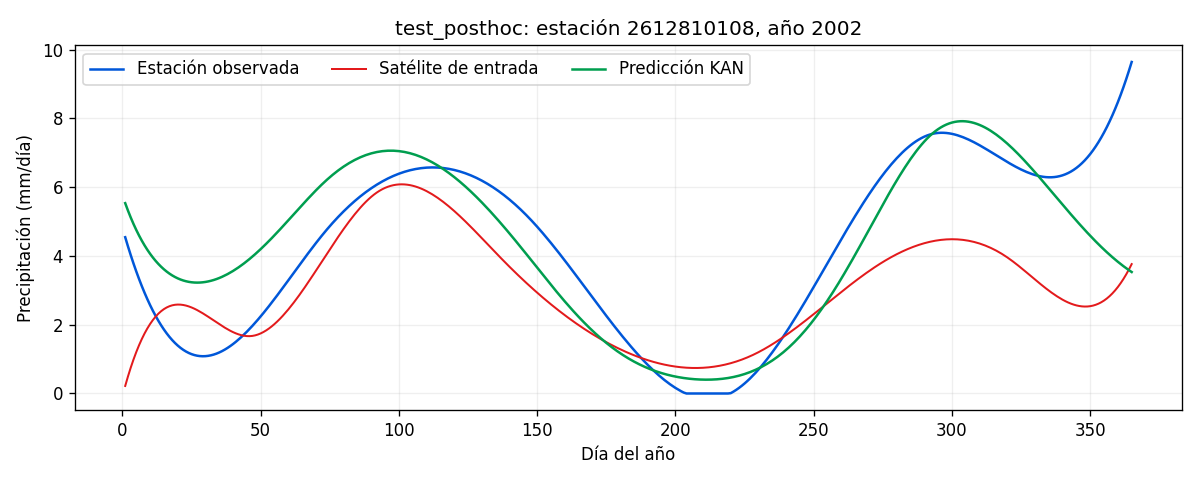 test_posthoc: estación 2612810108, año 2002
Estación observada
Satélite de entrada
Predicción KAN
Precipitación (mm/día)
10
8
6
4
2
0
0
50
100
150
200
250
300
350
Día del año